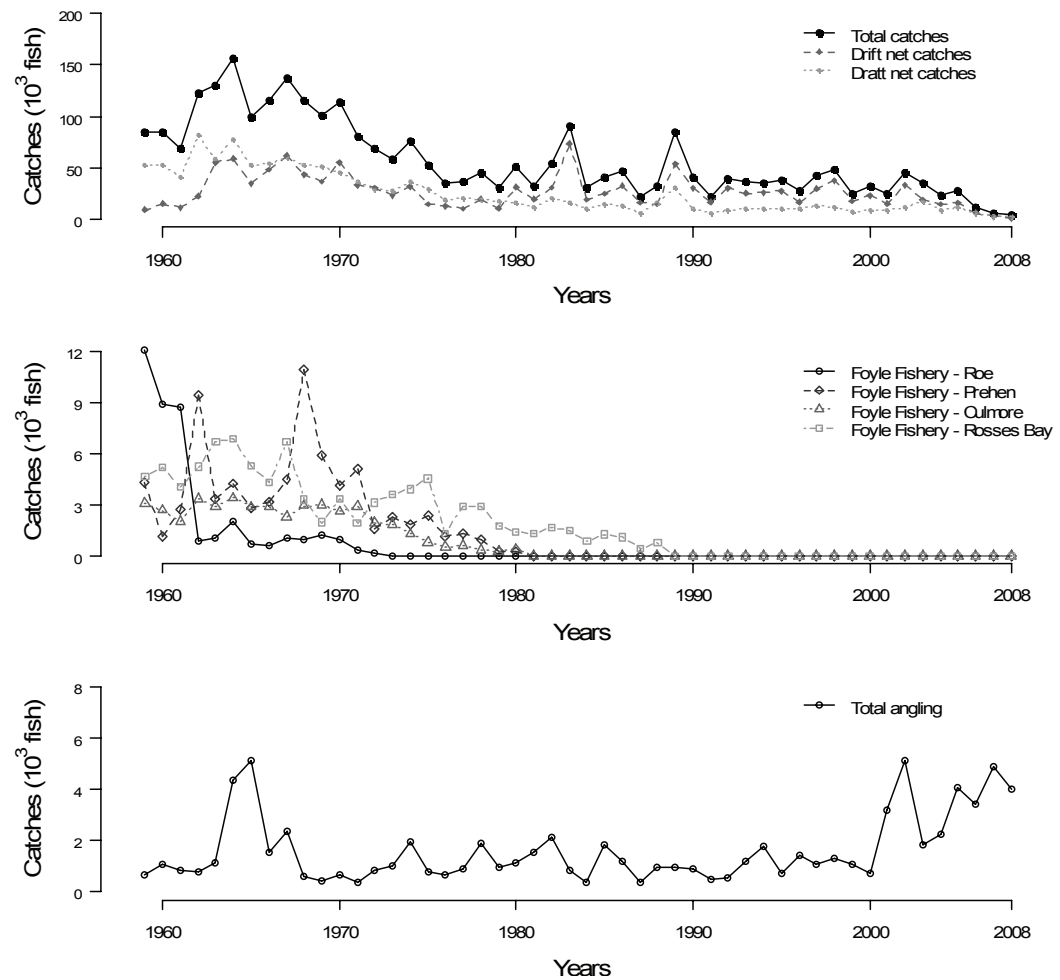 200
150
100
50
0
Catches (10³ fish)
Total catches
Drift net catches
Dratt net catches
1960 1970 1980 1990 2000 2008
Years
12
9
6
3
0
Catches (10³ fish)
Foyle Fishery - Roe
Foyle Fishery - Prehen
Foyle Fishery - Culmore
Foyle Fishery - Rosses Bay
1960 1970 1980 1990 2000 2008
Years
8
6
4
2
0
Catches (10³ fish)
Total angling
1960 1970 1980 1990 2000 2008
Years